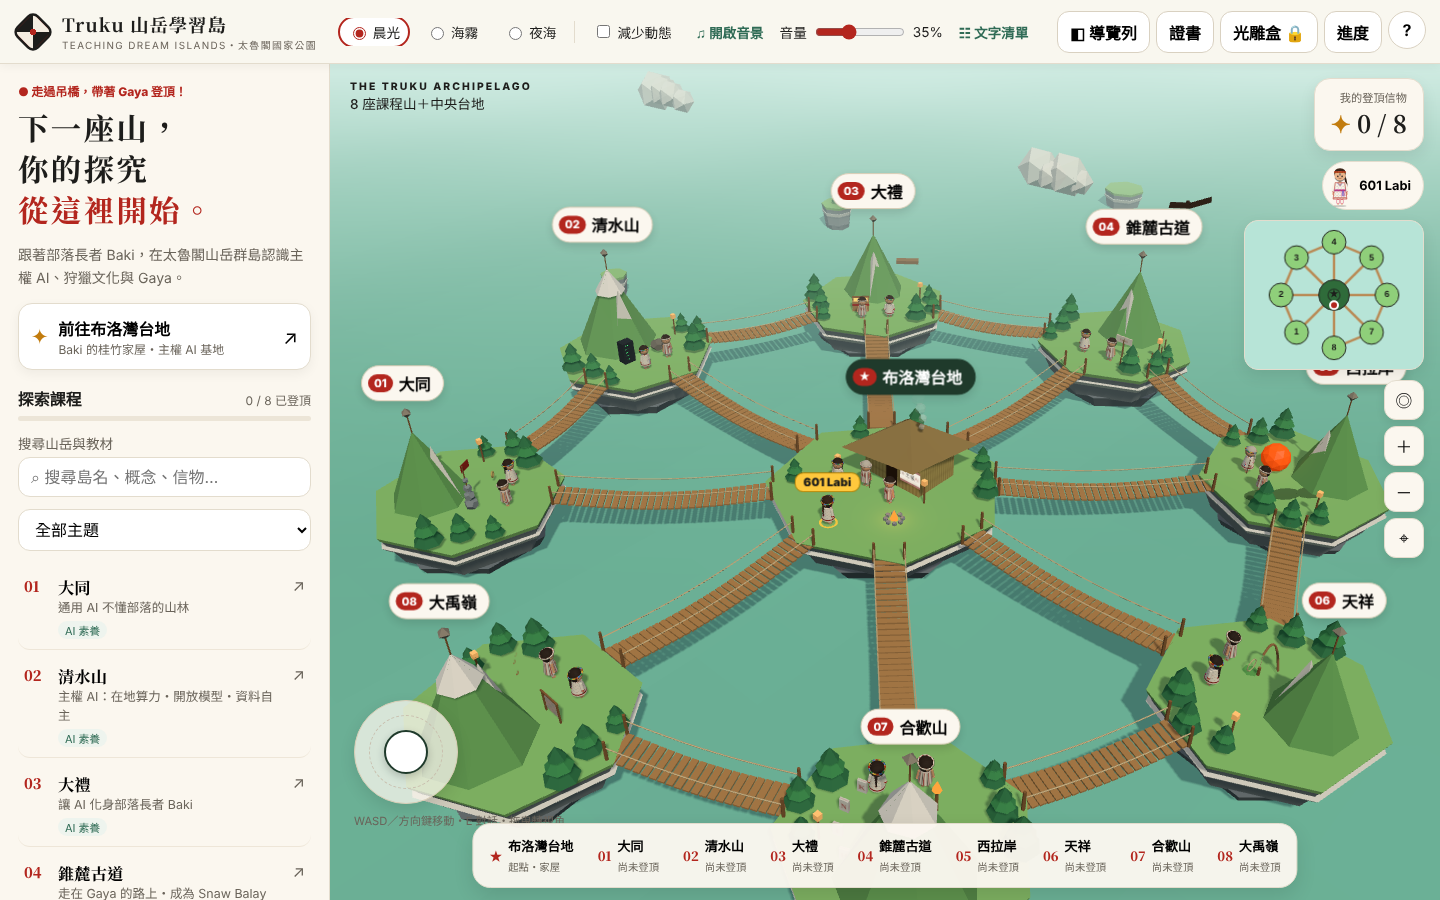 Truku 山岳學習島
TEACHING DREAM ISLANDS・太魯閣國家公園
晨光
海霧
夜海
減少動態
♫ 開啟音景
音量
35%
☷ 文字清單
◧ 導覽列
證書
光雕盒 🔒
進度
?
● 走過吊橋，帶著 Gaya 登頂！
下一座山，
你的探究
從這裡開始。
跟著部落長者 Baki，在太魯閣山岳群島認識主
權 AI、狩獵文化與 Gaya。
✦ 前往布洛灣台地
Baki 的桂竹家屋・主權 AI 基地
探索課程
0 / 8 已登頂
搜尋山岳與教材
搜尋島名、概念、信物...
全部主題
01 大同
通用 AI 不懂部落的山林
AI 素養
02 清水山
主權 AI：在地算力・開放模型・資料自
主
AI 素養
03 大禮
讓 AI 化身部落長者 Baki
AI 素養
04 錐麓古道
走在 Gaya 的路上・成為 Snaw Balay
THE TRUKU ARCHIPELAGO
8 座課程山＋中央台地
我的登頂信物
✦ 0 / 8
601 Labi
03 大禮
02 清水山
04 錐麓古道
4
3
5
2
6
1
7
8
01 大同
★ 布洛灣台地
601 Labi
08 大禹嶺
06 天祥
07 合歡山
WASD／方向鍵移動・
★ 布洛灣台地
起點・家屋
01 大同
尚未登頂
02 清水山
尚未登頂
03 大禮
尚未登頂
04 錐麓古道
尚未登頂
05 西拉岸
尚未登頂
06 天祥
尚未登頂
07 合歡山
尚未登頂
08 大禹嶺
尚未登頂